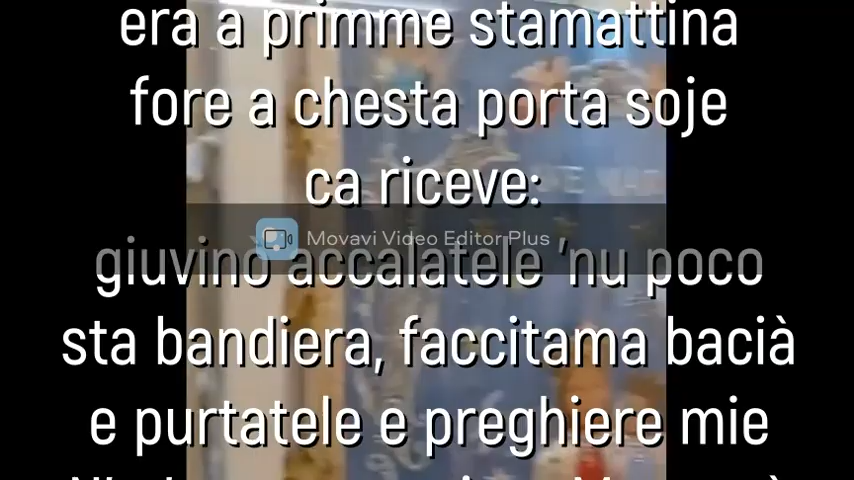 era a primme stamattina
fore a chesta porta soje
ca riceve:
Movavi Video Editor Plus
giuvinò accalatele 'nu poco
sta bandiera, faccitama bacià
e purtatele e preghiere mie